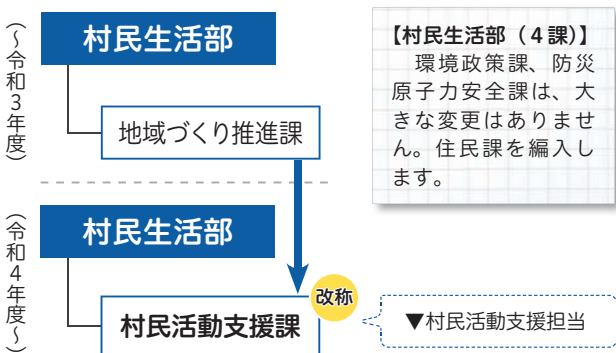 (～令和3年度)
村民生活部
地域づくり推進課
【村民生活部(4課)】
環境政策課、防災
原子力安全課は、大
きな変更はありませ
ん。住民課を編入し
ます。
(令和4年度～)
村民生活部
改称
村民活動支援課
▼村民活動支援担当